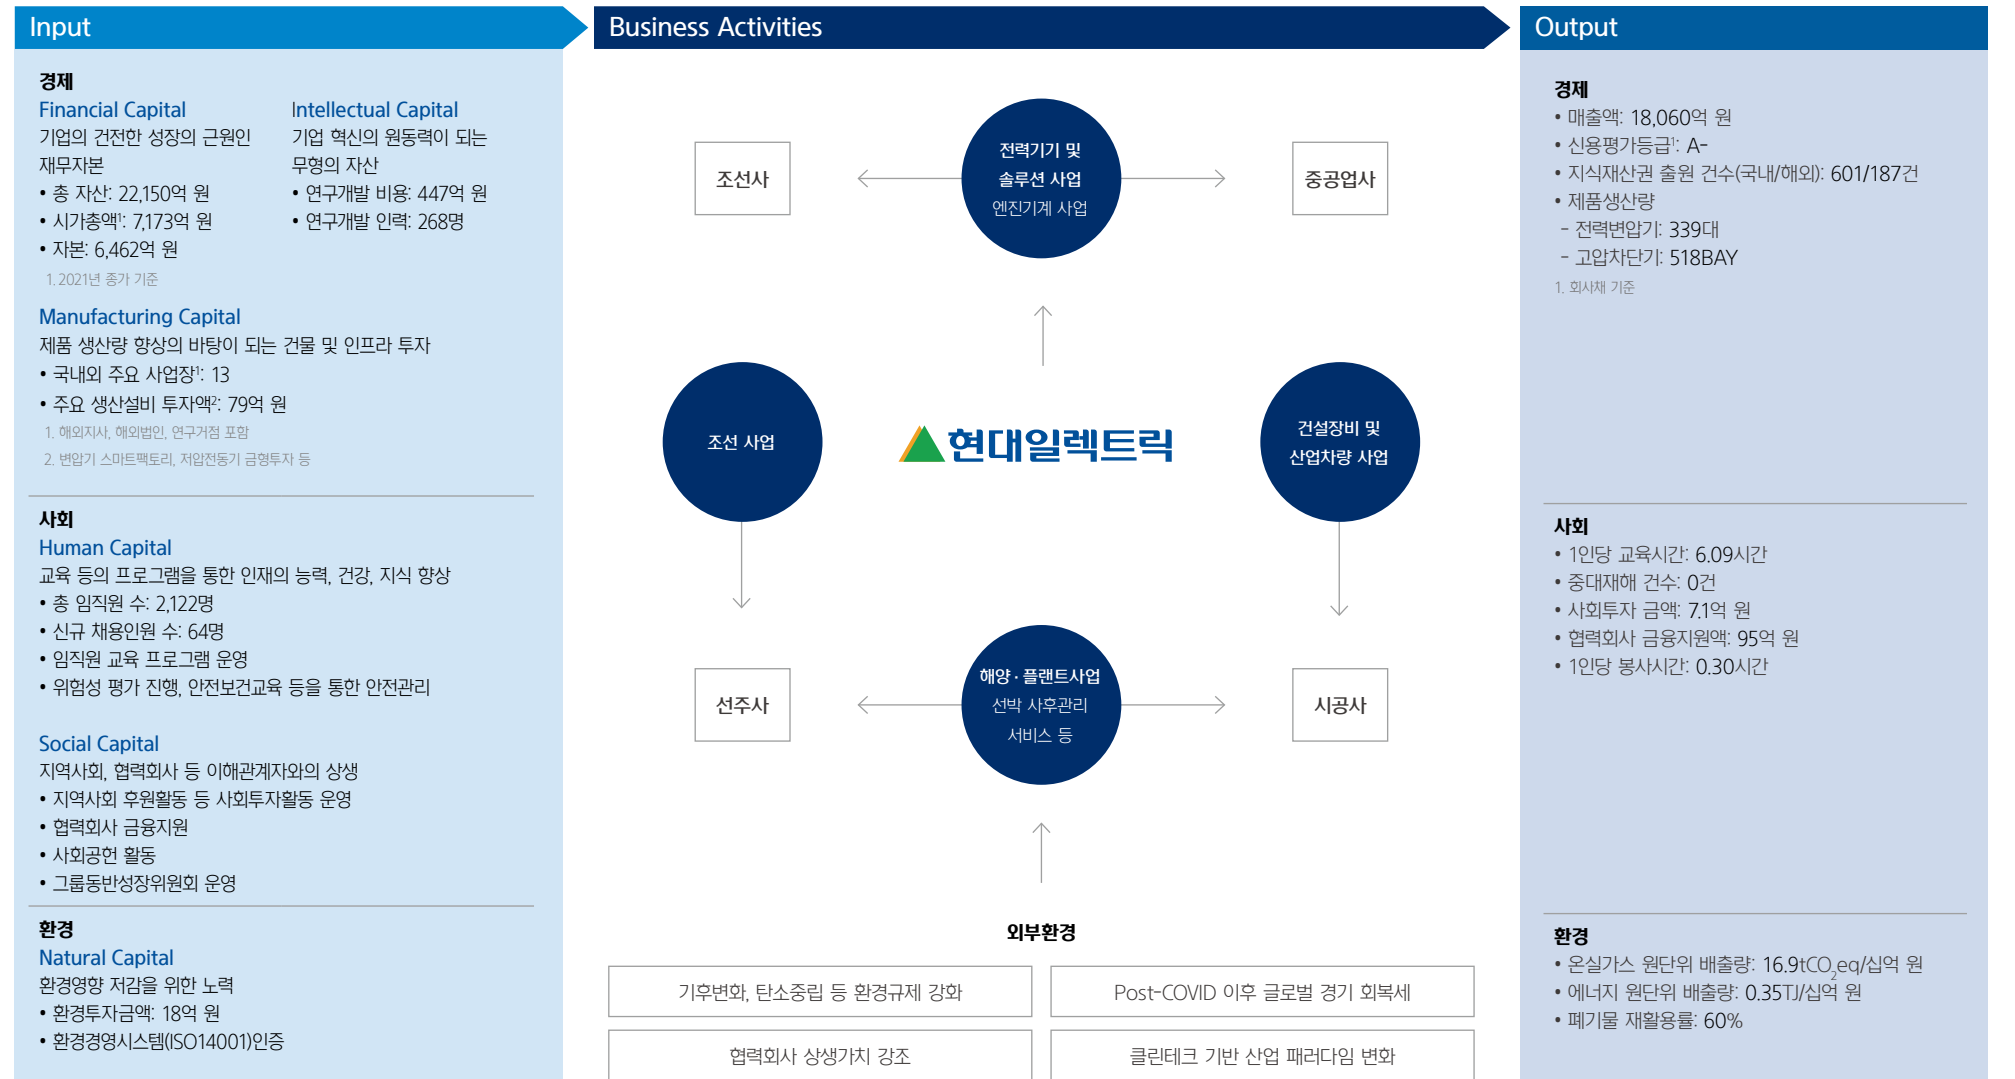 Input
경제
Financial Capital
기업의 건전한 성장의 근원인
재무자본
• 총 자산: 22,150억 원
• 시가총액¹: 7,173억 원
• 자본: 6,462억 원
1. 2021년 종가 기준
Intellectual Capital
기업 혁신의 원동력이 되는
무형의 자산
• 연구개발 비용: 447억 원
• 연구개발 인력: 268명
Manufacturing Capital
제품 생산량 향상의 바탕이 되는 건물 및 인프라 투자
• 국내외 주요 사업장¹: 13
• 주요 생산설비 투자액²: 79억 원
1. 해외지사, 해외법인, 연구거점 포함
2. 변압기 스마트팩토리, 저압전동기 금형투자 등
사회
Human Capital
교육 등의 프로그램을 통한 인재의 능력, 건강, 지식 향상
• 총 임직원 수: 2,122명
• 신규 채용인원 수: 64명
• 임직원 교육 프로그램 운영
• 위험성 평가 진행, 안전보건교육 등을 통한 안전관리
Social Capital
지역사회, 협력회사 등 이해관계자와의 상생
• 지역사회 후원활동 등 사회투자활동 운영
• 협력회사 금융지원
• 사회공헌 활동
• 그룹동반성장위원회 운영
환경
Natural Capital
환경영향 저감을 위한 노력
• 환경투자금액: 18억 원
• 환경경영시스템(ISO14001)인증
Business Activities
조선사
전력기기 및
솔루션 사업
엔진기계 사업
중공업사
조선 사업
현대일렉트릭
건설장비 및
산업차량 사업
선주사
해양 · 플랜트사업
선박 사후관리
서비스 등
시공사
외부환경
기후변화, 탄소중립 등 환경규제 강화
Post-COVID 이후 글로벌 경기 회복세
협력회사 상생가치 강조
클린테크 기반 산업 패러다임 변화
Output
경제
• 매출액: 18,060억 원
• 신용평가등급¹: A-
• 지식재산권 출원 건수(국내/해외): 601/187건
• 제품생산량
- 전력변압기: 339대
- 고압차단기: 518BAY
1. 회사채 기준
사회
• 1인당 교육시간: 6.09시간
• 중대재해 건수: 0건
• 사회투자 금액: 7.1억 원
• 협력회사 금융지원액: 95억 원
• 1인당 봉사시간: 0.30시간
환경
• 온실가스 원단위 배출량: 16.9tCO₂eq/십억 원
• 에너지 원단위 배출량: 0.35TJ/십억 원
• 폐기물 재활용률: 60%